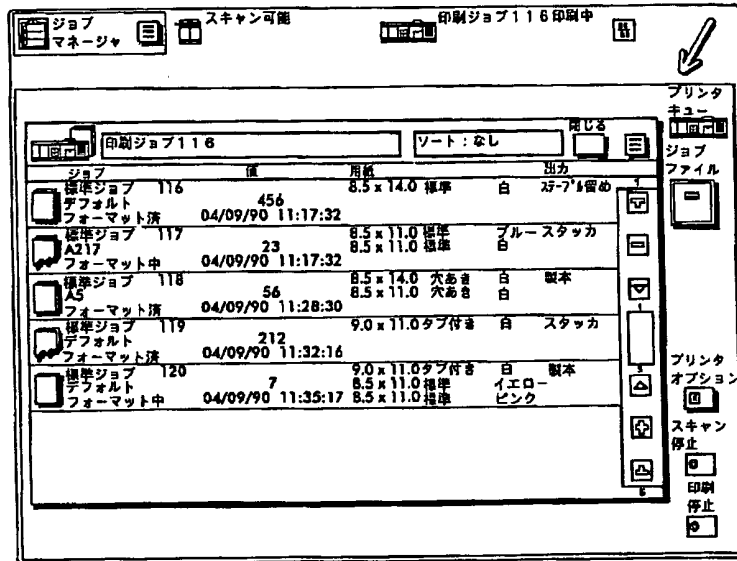 ジョブ
マネージャ
スキャン可能
印刷ジョブ116印刷中
プリンタ
キュー
ジョブ
ファイル
印刷ジョブ116
ソート：なし
閉じる
ジョブ 値 用紙 出力
標準ジョブ 116 8.5 x 14.0 標準 白 ステープル留め
デフォルト 456
フォーマット済 04/09/90 11:17:32
標準ジョブ 117 8.5 x 11.0 標準 ブルー スタッカ
A217 23 8.5 x 11.0 標準 白
フォーマット中 04/09/90 11:17:32
標準ジョブ 118 8.5 x 14.0 穴あき 白 製本
A5 56 8.5 x 11.0 穴あき 白
フォーマット済 04/09/90 11:28:30
標準ジョブ 119 9.0 x 11.0 タブ付き 白 スタッカ
デフォルト 212
フォーマット済 04/09/90 11:32:16
標準ジョブ 120 9.0 x 11.0 タブ付き 白 製本
デフォルト 7 8.5 x 11.0 標準 イエロー
フォーマット中 04/09/90 11:35:17 8.5 x 11.0 標準 ピンク
プリンタ
オプション
スキャン
停止
印刷
停止